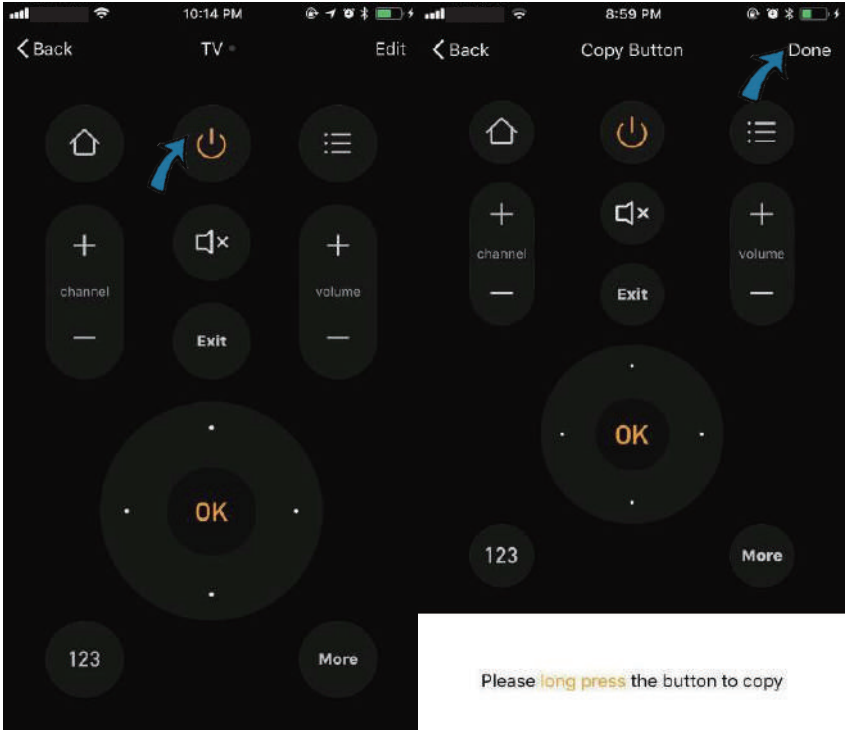 10:14 PM
Back
TV
Edit
channel
volume
Exit
OK
123
More
8:59 PM
Back
Copy Button
Done
channel
volume
Exit
OK
123
More
Please long press the button to copy